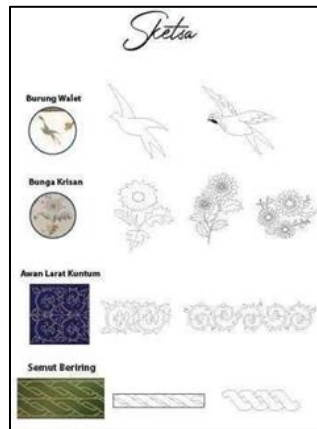 Sketsa
Burung Walet
Bunga Krisan
Awan Larat Kuntum
Semut Beriring